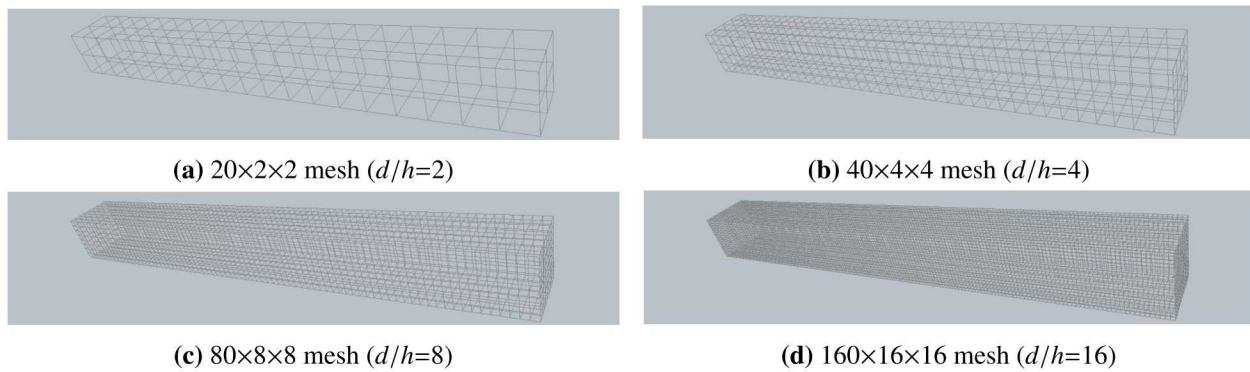 (a) 20×2×2 mesh (d/h=2)
(b) 40×4×4 mesh (d/h=4)
(c) 80×8×8 mesh (d/h=8)
(d) 160×16×16 mesh (d/h=16)